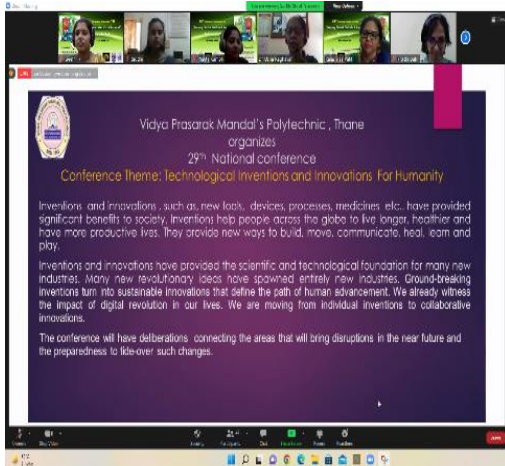 Vidya Prasarak Mandal's Polytechnic , Thane
organizes
29th National conference
Conference Theme: Technological Inventions and Innovations For Humanity
Inventions and innovations , such as, new tools, devices, processes, medicines etc.. have provided
significant benefits to society. Inventions help people across the globe to live longer, healthier and
have more productive lives. They provide new ways to build, move, communicate, heal, learn and
play.
Inventions and innovations have provided the scientific and technological foundation for many new
industries. Many new revolutionary ideas have spawned entirely new industries. Ground-breaking
inventions turn into sustainable innovations that define the path of human advancement. We already witness
the impact of digital revolution in our lives. We are moving from individual inventions to collaborative
innovations.
The conference will have deliberations connecting the areas that will bring disruptions in the near future and
the preparedness to tide-over such changes.
Stop Video
Chat